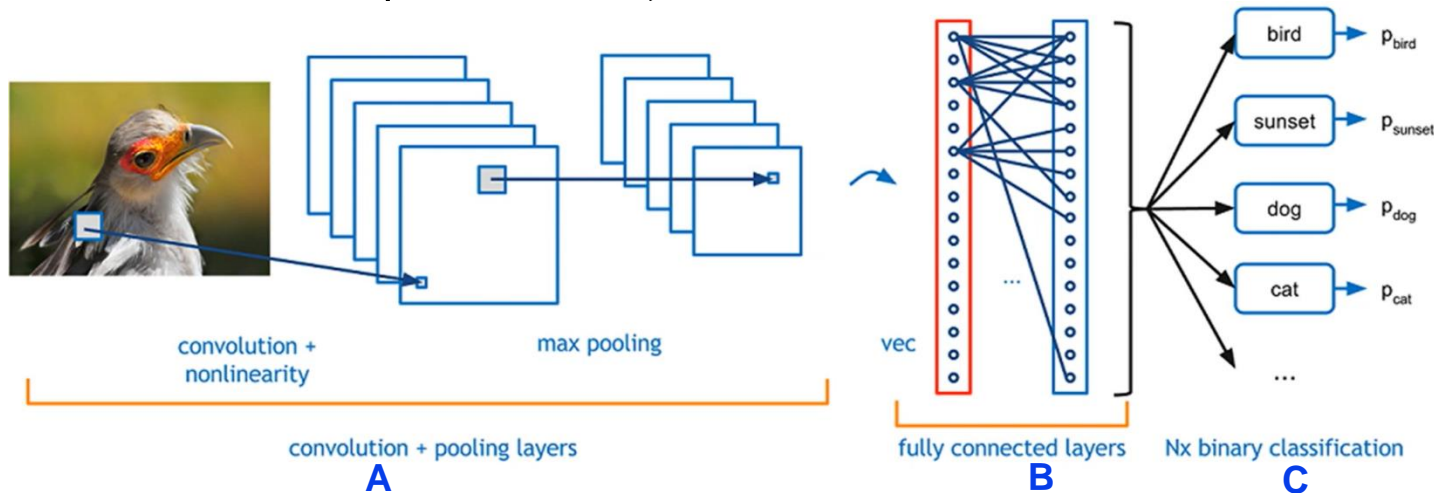 convolution +
nonlinearity
max pooling
vec
...
bird
p_bird
sunset
p_sunset
dog
p_dog
cat
p_cat
...
convolution + pooling layers
fully connected layers
Nx binary classification
A
B
C